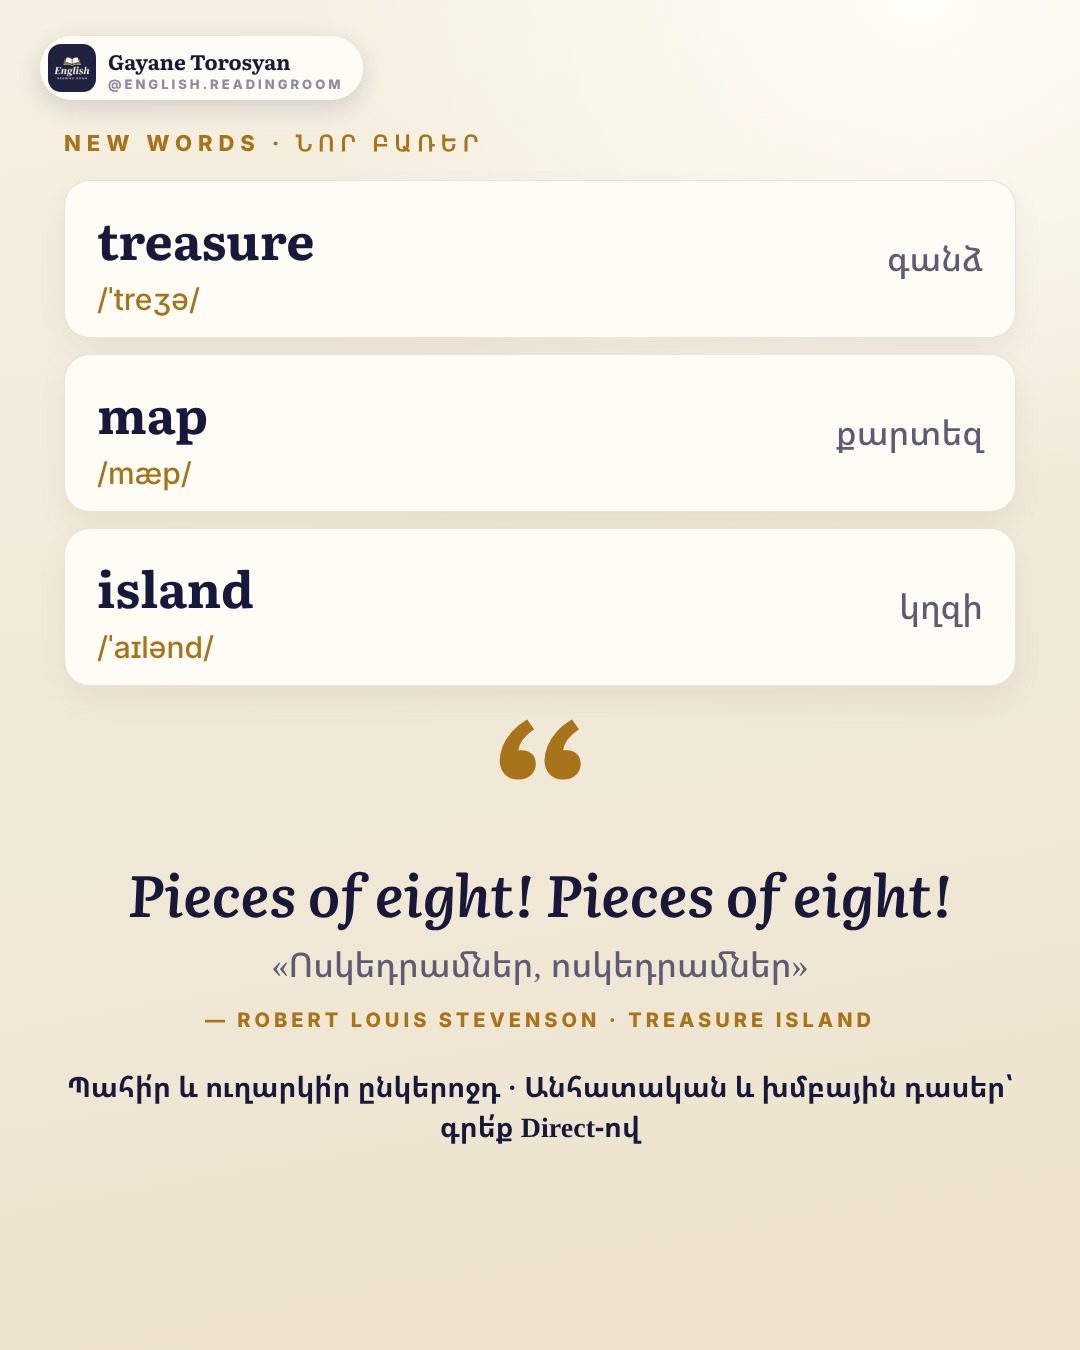 English
Gayane Torosyan
@ENGLISH.READINGROOM
NEW WORDS · ՆՈՐ ԲԱՌԵՐ
treasure
գանձ
/ˈtreʒə/
map
քարտեզ
/mæp/
island
կղզի
/ˈaɪlənd/
“
Pieces of eight! Pieces of eight!
«Ոսկեդրամներ, ոսկեդրամներ»
— ROBERT LOUIS STEVENSON · TREASURE ISLAND
Պահի՛ր և ուղարկի՛ր ընկերոջդ · Անհատական և խմբային դասեր՝
գրե՛ք Direct-ով